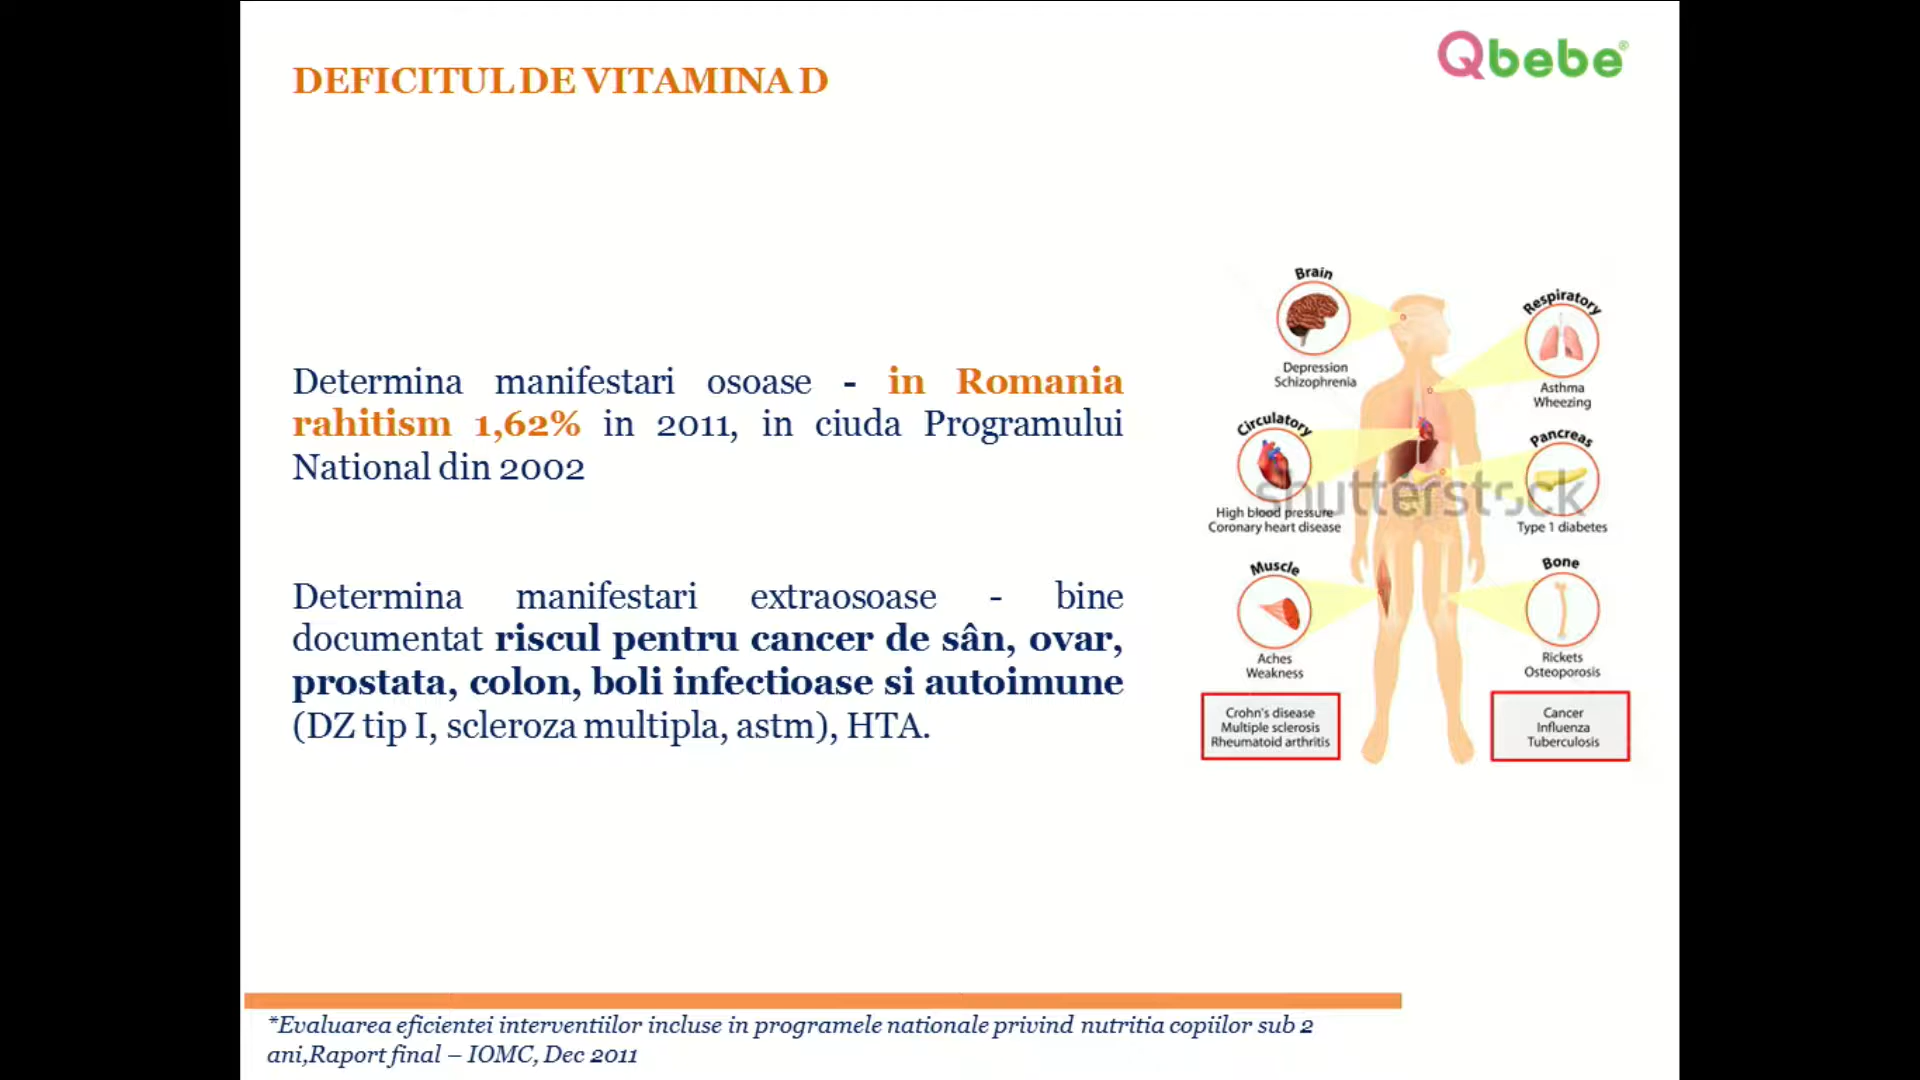 DEFICITUL DE VITAMINA D
Qbebe®
Determina manifestari osoase - in Romania
rahitism 1,62% in 2011, in ciuda Programului
National din 2002
Determina manifestari extraosoase - bine
documentat riscul pentru cancer de sân, ovar,
prostata, colon, boli infectioase si autoimune
(DZ tip I, scleroza multipla, astm), HTA.
Brain
Depression
Schizophrenia
Respiratory
Asthma
Wheezing
Circulatory
High blood pressure
Coronary heart disease
Pancreas
Type 1 diabetes
shutterstock
Muscle
Aches
Weakness
Bone
Rickets
Osteoporosis
Crohn's disease
Multiple sclerosis
Rheumatoid arthritis
Cancer
Influenza
Tuberculosis
*Evaluarea eficientei interventiilor incluse in programele nationale privind nutritia copiilor sub 2
ani,Raport final – IOMC, Dec 2011